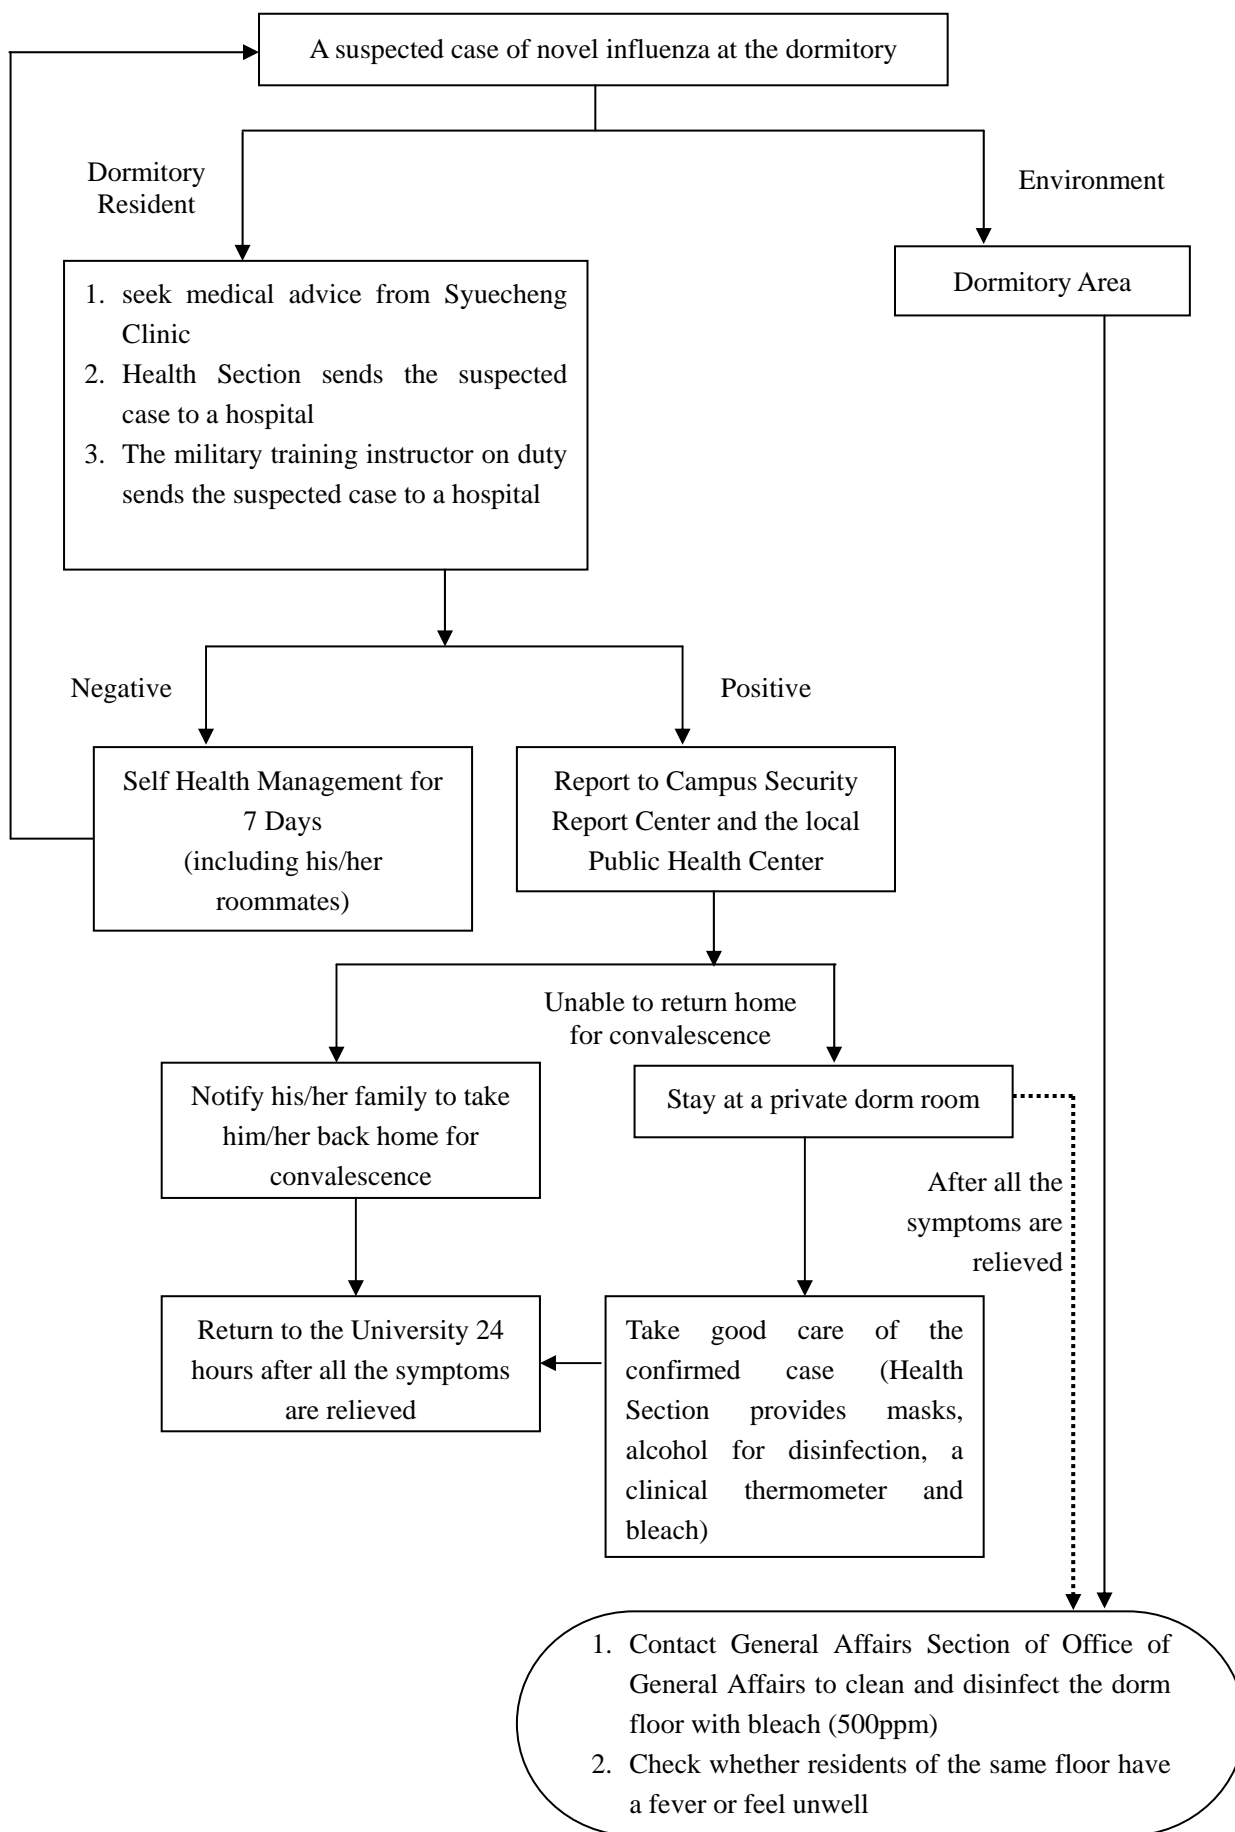 A suspected case of novel influenza at the dormitory
Dormitory
Resident
Environment
1. seek medical advice from Syuecheng
Clinic
2. Health Section sends the suspected
case to a hospital
3. The military training instructor on duty
sends the suspected case to a hospital
Dormitory Area
Negative
Positive
Self Health Management for
7 Days
(including his/her
roommates)
Report to Campus Security
Report Center and the local
Public Health Center
Unable to return home
for convalescence
Notify his/her family to take
him/her back home for
convalescence
Stay at a private dorm room
After all the
symptoms are
relieved
Return to the University 24
hours after all the symptoms
are relieved
Take good care of the
confirmed case (Health
Section provides masks,
alcohol for disinfection, a
clinical thermometer and
bleach)
1. Contact General Affairs Section of Office of
General Affairs to clean and disinfect the dorm
floor with bleach (500ppm)
2. Check whether residents of the same floor have
a fever or feel unwell